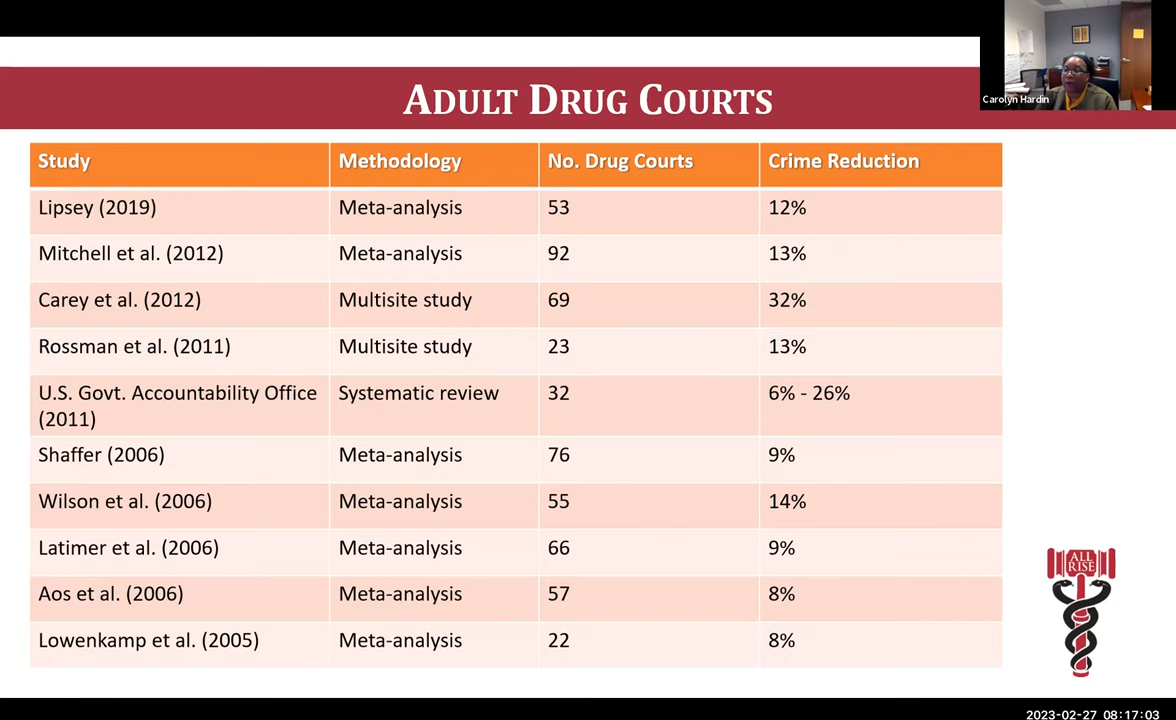 Carolyn Hardin
ADULT DRUG COURTS
Study Methodology No. Drug Courts Crime Reduction
Lipsey (2019) Meta-analysis 53 12%
Mitchell et al. (2012) Meta-analysis 92 13%
Carey et al. (2012) Multisite study 69 32%
Rossman et al. (2011) Multisite study 23 13%
U.S. Govt. Accountability Office Systematic review 32 6% - 26%
(2011)
Shaffer (2006) Meta-analysis 76 9%
Wilson et al. (2006) Meta-analysis 55 14%
Latimer et al. (2006) Meta-analysis 66 9%
Aos et al. (2006) Meta-analysis 57 8%
Lowenkamp et al. (2005) Meta-analysis 22 8%
ALL
RISE
2023-02-27 08:17:03